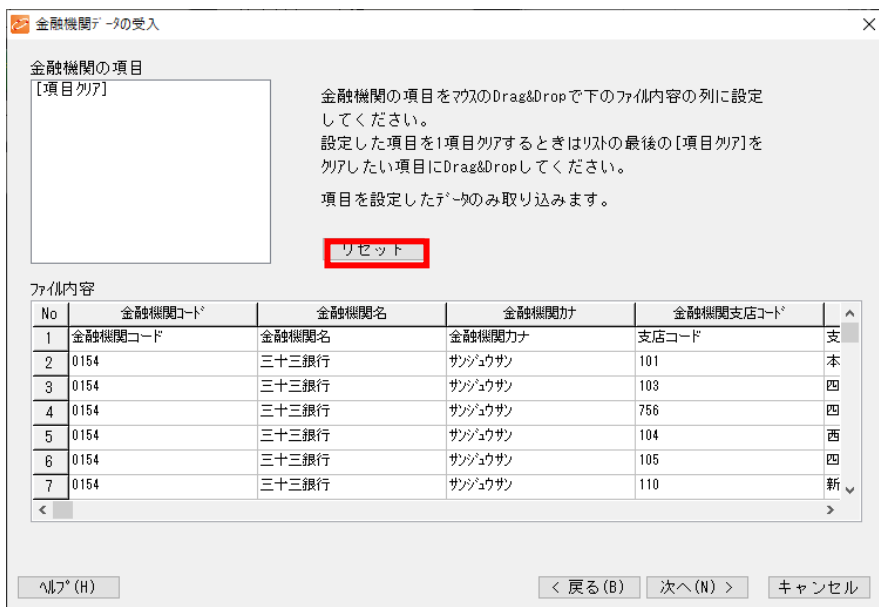 金融機関ﾃﾞｰﾀの受入
金融機関の項目
[項目ｸﾘｱ]
金融機関の項目をﾏｳｽのDrag&Dropで下のﾌｧｲﾙ内容の列に設定
してください。
設定した項目を1項目ｸﾘｱするときはﾘｽﾄの最後の[項目ｸﾘｱ]を
ｸﾘｱしたい項目にDrag&Dropしてください。
項目を設定したﾃﾞｰﾀのみ取り込みます。
リセット
ﾌｧｲﾙ内容
No 金融機関ｺｰﾄﾞ 金融機関名 金融機関ｶﾅ 金融機関支店ｺｰﾄﾞ
1 金融機関コード 金融機関名 金融機関カナ 支店コード 支
2 0154 三十三銀行 ｻﾝｼﾞｭｳｻﾝ 101 本
3 0154 三十三銀行 ｻﾝｼﾞｭｳｻﾝ 103 四
4 0154 三十三銀行 ｻﾝｼﾞｭｳｻﾝ 756 四
5 0154 三十三銀行 ｻﾝｼﾞｭｳｻﾝ 104 西
6 0154 三十三銀行 ｻﾝｼﾞｭｳｻﾝ 105 四
7 0154 三十三銀行 ｻﾝｼﾞｭｳｻﾝ 110 新
ﾍﾙﾌﾟ(H) < 戻る(B) 次へ(N) > キャンセル